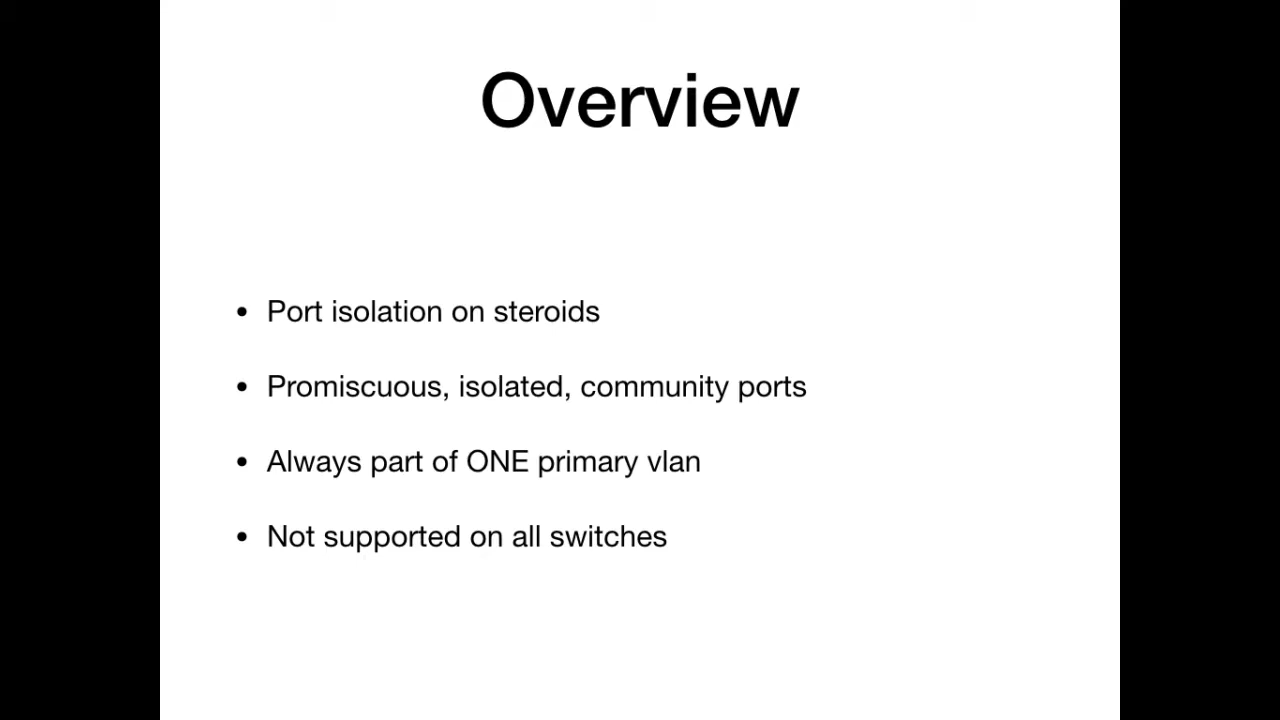 Overview
• Port isolation on steroids
• Promiscuous, isolated, community ports
• Always part of ONE primary vlan
• Not supported on all switches